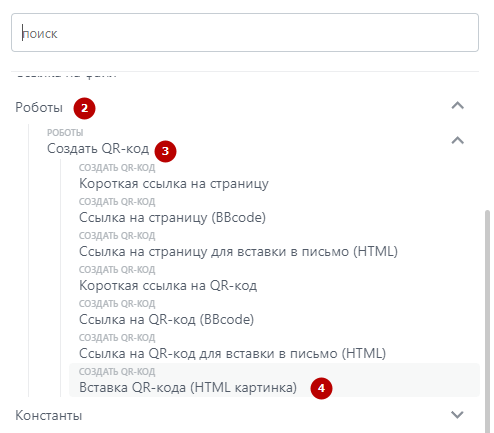 поиск
Роботы 2
РОБОТЫ
Создать QR-код 3
СОЗДАТЬ QR-КОД
Короткая ссылка на страницу
СОЗДАТЬ QR-КОД
Ссылка на страницу (BBcode)
СОЗДАТЬ QR-КОД
Ссылка на страницу для вставки в письмо (HTML)
СОЗДАТЬ QR-КОД
Короткая ссылка на QR-код
СОЗДАТЬ QR-КОД
Ссылка на QR-код (BBcode)
СОЗДАТЬ QR-КОД
Ссылка на QR-код для вставки в письмо (HTML)
СОЗДАТЬ QR-КОД
Вставка QR-кода (HTML картинка) 4
Константы